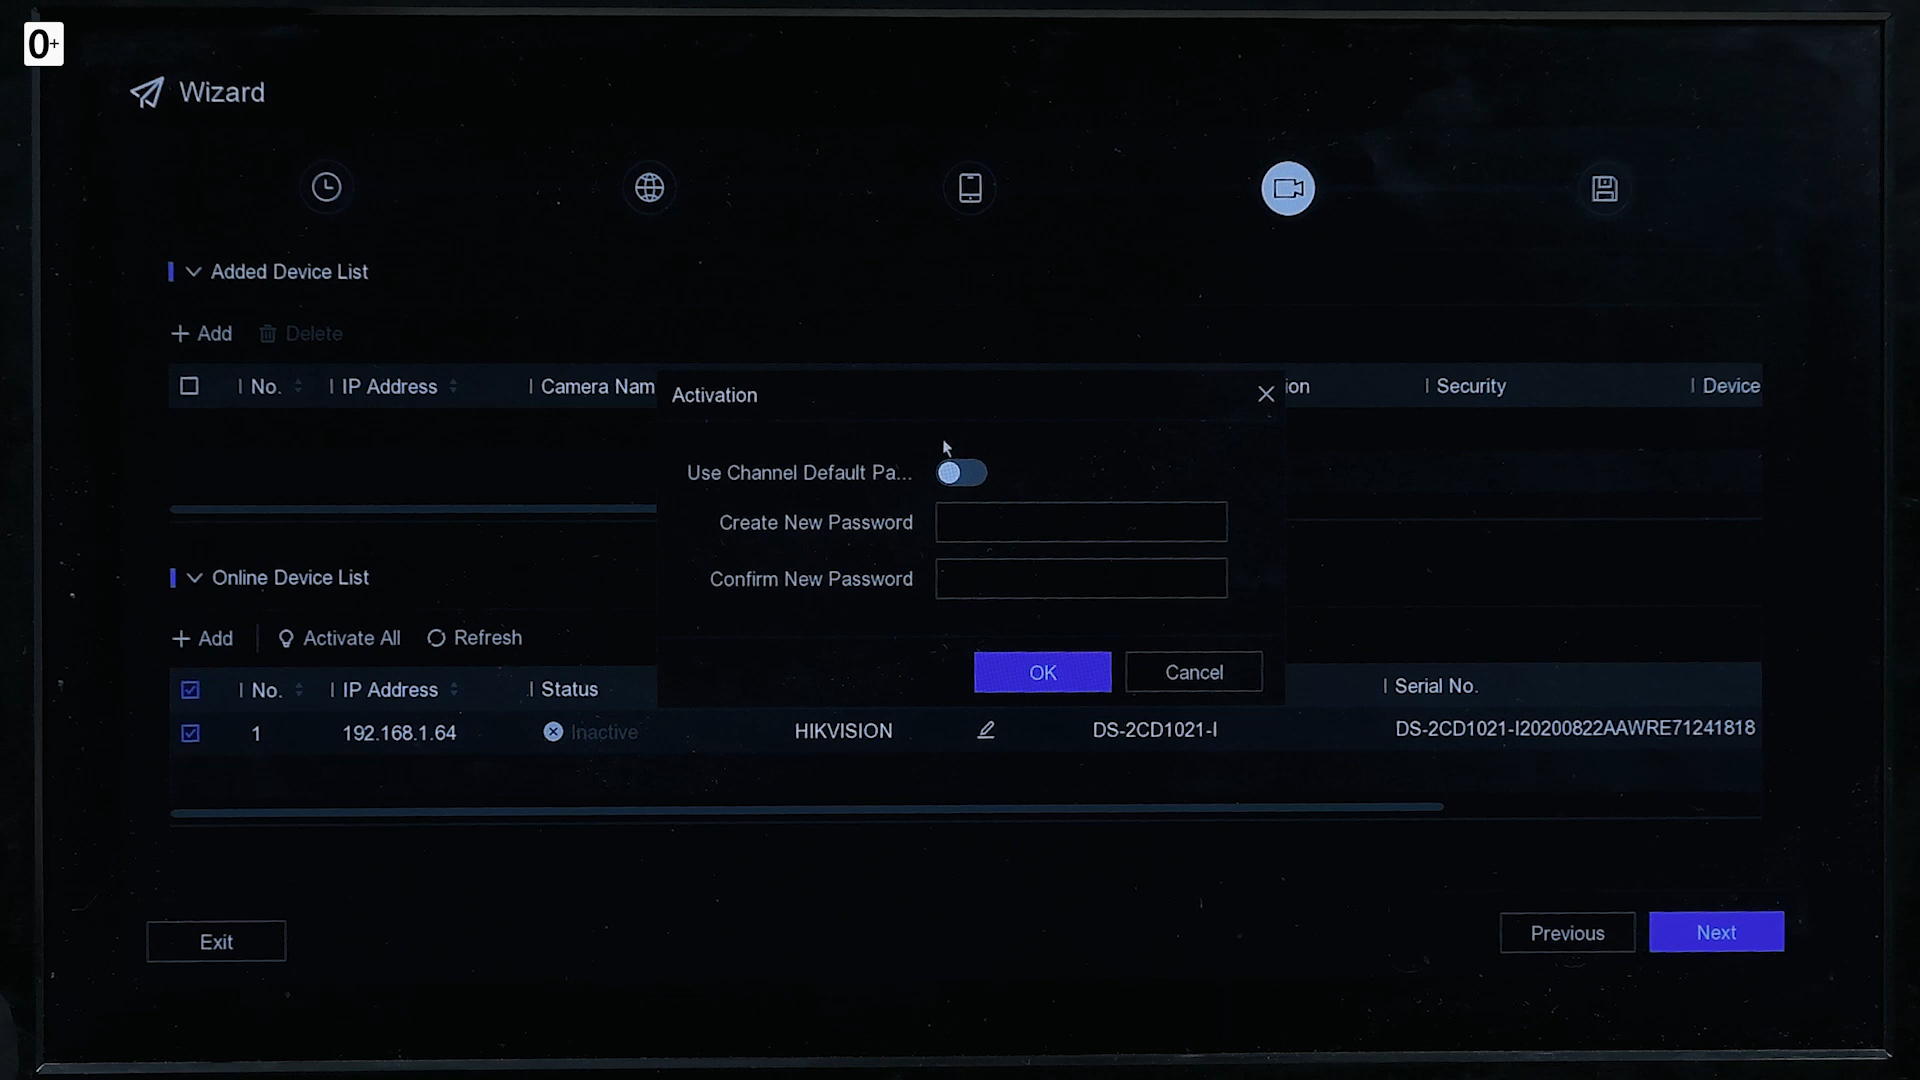 0+
Wizard
Added Device List
Add Delete
No. IP Address Camera Nam ion Security Device
Activation
Use Channel Default Pa...
Create New Password
Confirm New Password
OK Cancel
Online Device List
Add Activate All Refresh
No. IP Address Status Serial No.
1 192.168.1.64 Inactive HIKVISION DS-2CD1021-I DS-2CD1021-I20200822AAWRE71241818
Exit Previous Next